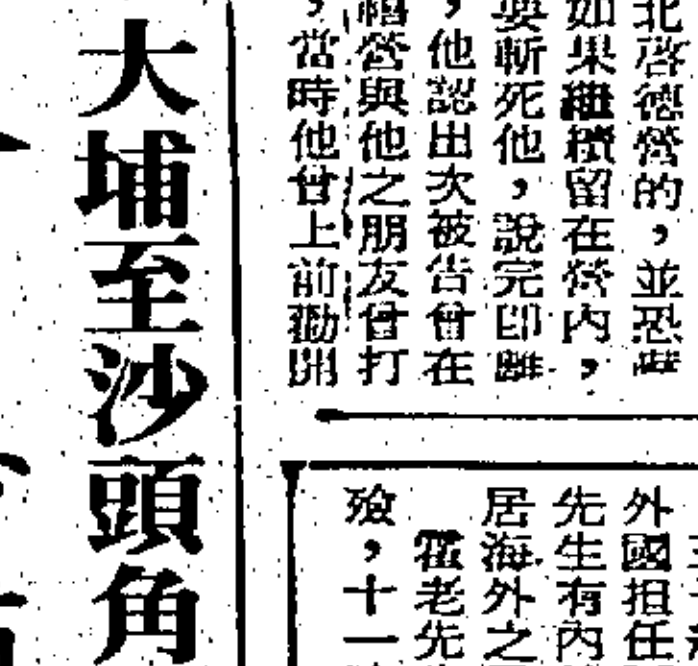 北啓德營的，並恐嚇
如果繼續留在營內，
要斬死他，說完即離
，他認出次被告曾在
營與他之朋友曾打
，當時他曾上前勸開
外國担任
先生有內
居海外之
霍老先
殮，十一
大埔至沙頭角